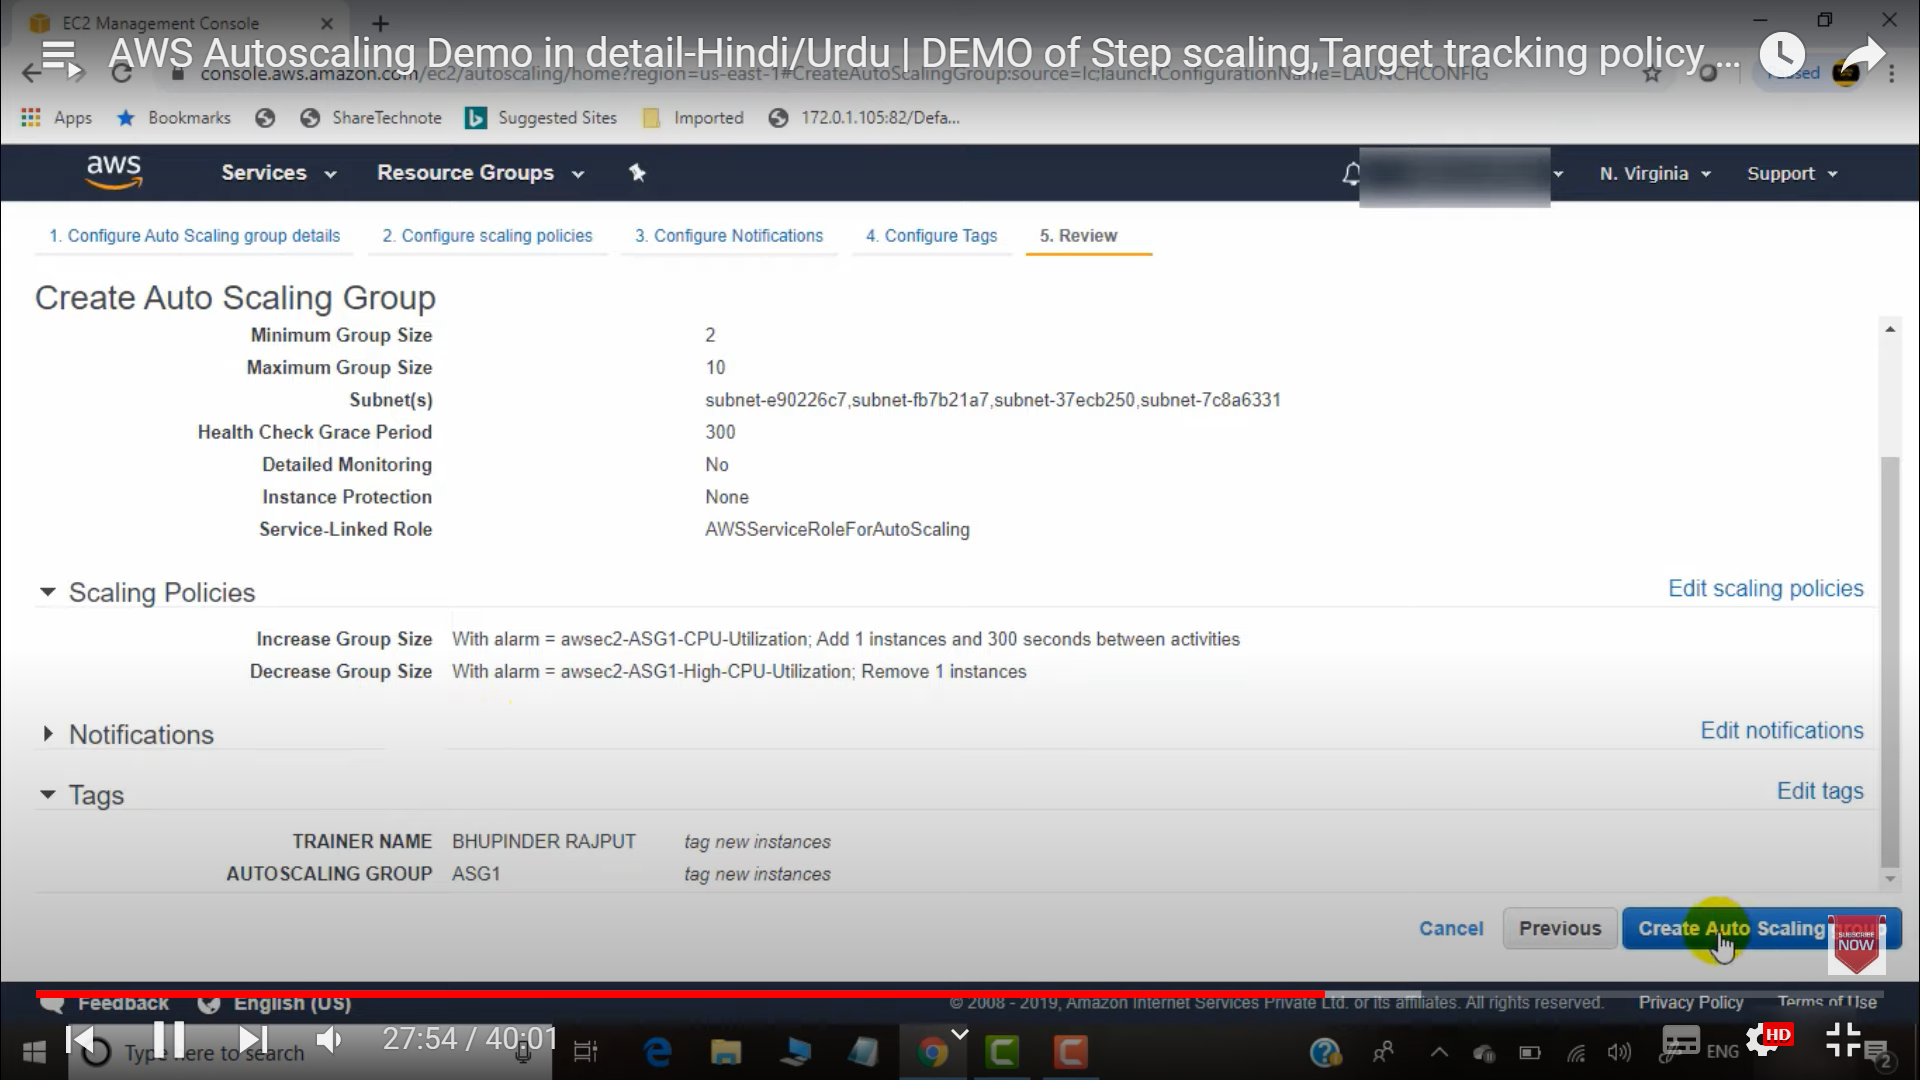 EC2 Management Console
AWS Autoscaling Demo in detail-Hindi/Urdu | DEMO of Step scaling,Target tracking policy ...
console.aws.amazon.com/ec2/autoscaling/home?region=us-east-1#CreateAutoScalingGroup:source=lc;launchConfigurationName=LAUNCHCONFIG
Apps Bookmarks ShareTechnote Suggested Sites Imported 172.0.1.105:82/Defa...
aws Services Resource Groups N. Virginia Support
1. Configure Auto Scaling group details 2. Configure scaling policies 3. Configure Notifications 4. Configure Tags 5. Review
Create Auto Scaling Group
Minimum Group Size 2
Maximum Group Size 10
Subnet(s) subnet-e90226c7,subnet-fb7b21a7,subnet-37ecb250,subnet-7c8a6331
Health Check Grace Period 300
Detailed Monitoring No
Instance Protection None
Service-Linked Role AWSServiceRoleForAutoScaling
Scaling Policies Edit scaling policies
Increase Group Size With alarm = awsec2-ASG1-CPU-Utilization; Add 1 instances and 300 seconds between activities
Decrease Group Size With alarm = awsec2-ASG1-High-CPU-Utilization; Remove 1 instances
Notifications Edit notifications
Tags Edit tags
TRAINER NAME BHUPINDER RAJPUT tag new instances
AUTOSCALING GROUP ASG1 tag new instances
Cancel Previous Create Auto Scaling
SUBSCRIBE
NOW
Feedback English (US) © 2008 - 2019, Amazon Internet Services Private Ltd. or its affiliates. All rights reserved. Privacy Policy Terms of Use
Type here to search 27:54 / 40:01 ENG HD 2